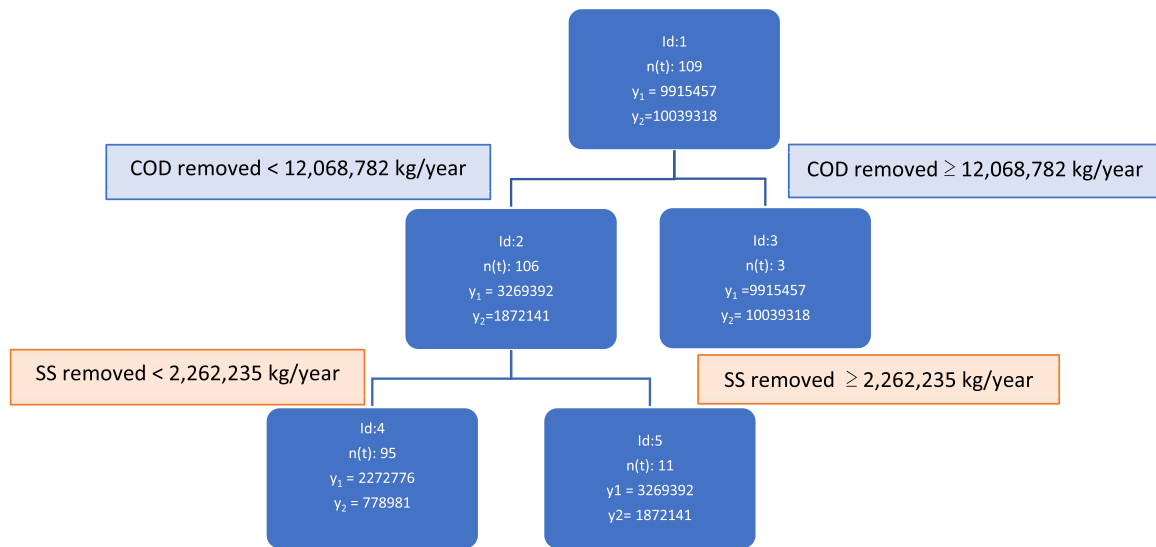 Id:1
n(t): 109
y₁ = 9915457
y₂=10039318
COD removed < 12,068,782 kg/year
COD removed ≥ 12,068,782 kg/year
Id:2
n(t): 106
y₁ = 3269392
y₂=1872141
Id:3
n(t): 3
y₁ =9915457
y₂= 10039318
SS removed < 2,262,235 kg/year
SS removed ≥ 2,262,235 kg/year
Id:4
n(t): 95
y₁ = 2272776
y₂ = 778981
Id:5
n(t): 11
y1 = 3269392
y2= 1872141